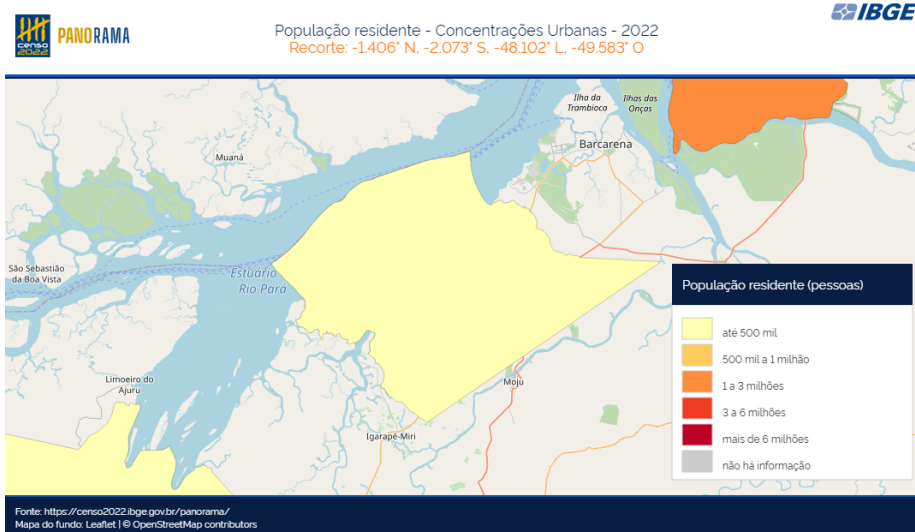 censo
2022
PANORAMA
População residente - Concentrações Urbanas - 2022
Recorte: -1.406° N, -2.073° S, -48.102° L, -49.583° O
IBGE
Ilha da
Trambioca
Ilhas das
Onças
Barcarena
Muaná
São Sebastião
da Boa Vista
Estuário
Rio Pará
Limoeiro do
Ajuru
Moju
Igarapé-Miri
População residente (pessoas)
até 500 mil
500 mil a 1 milhão
1 a 3 milhões
3 a 6 milhões
mais de 6 milhões
não há informação
Fonte: https://censo2022.ibge.gov.br/panorama/
Mapa do fundo: Leaflet | © OpenStreetMap contributors